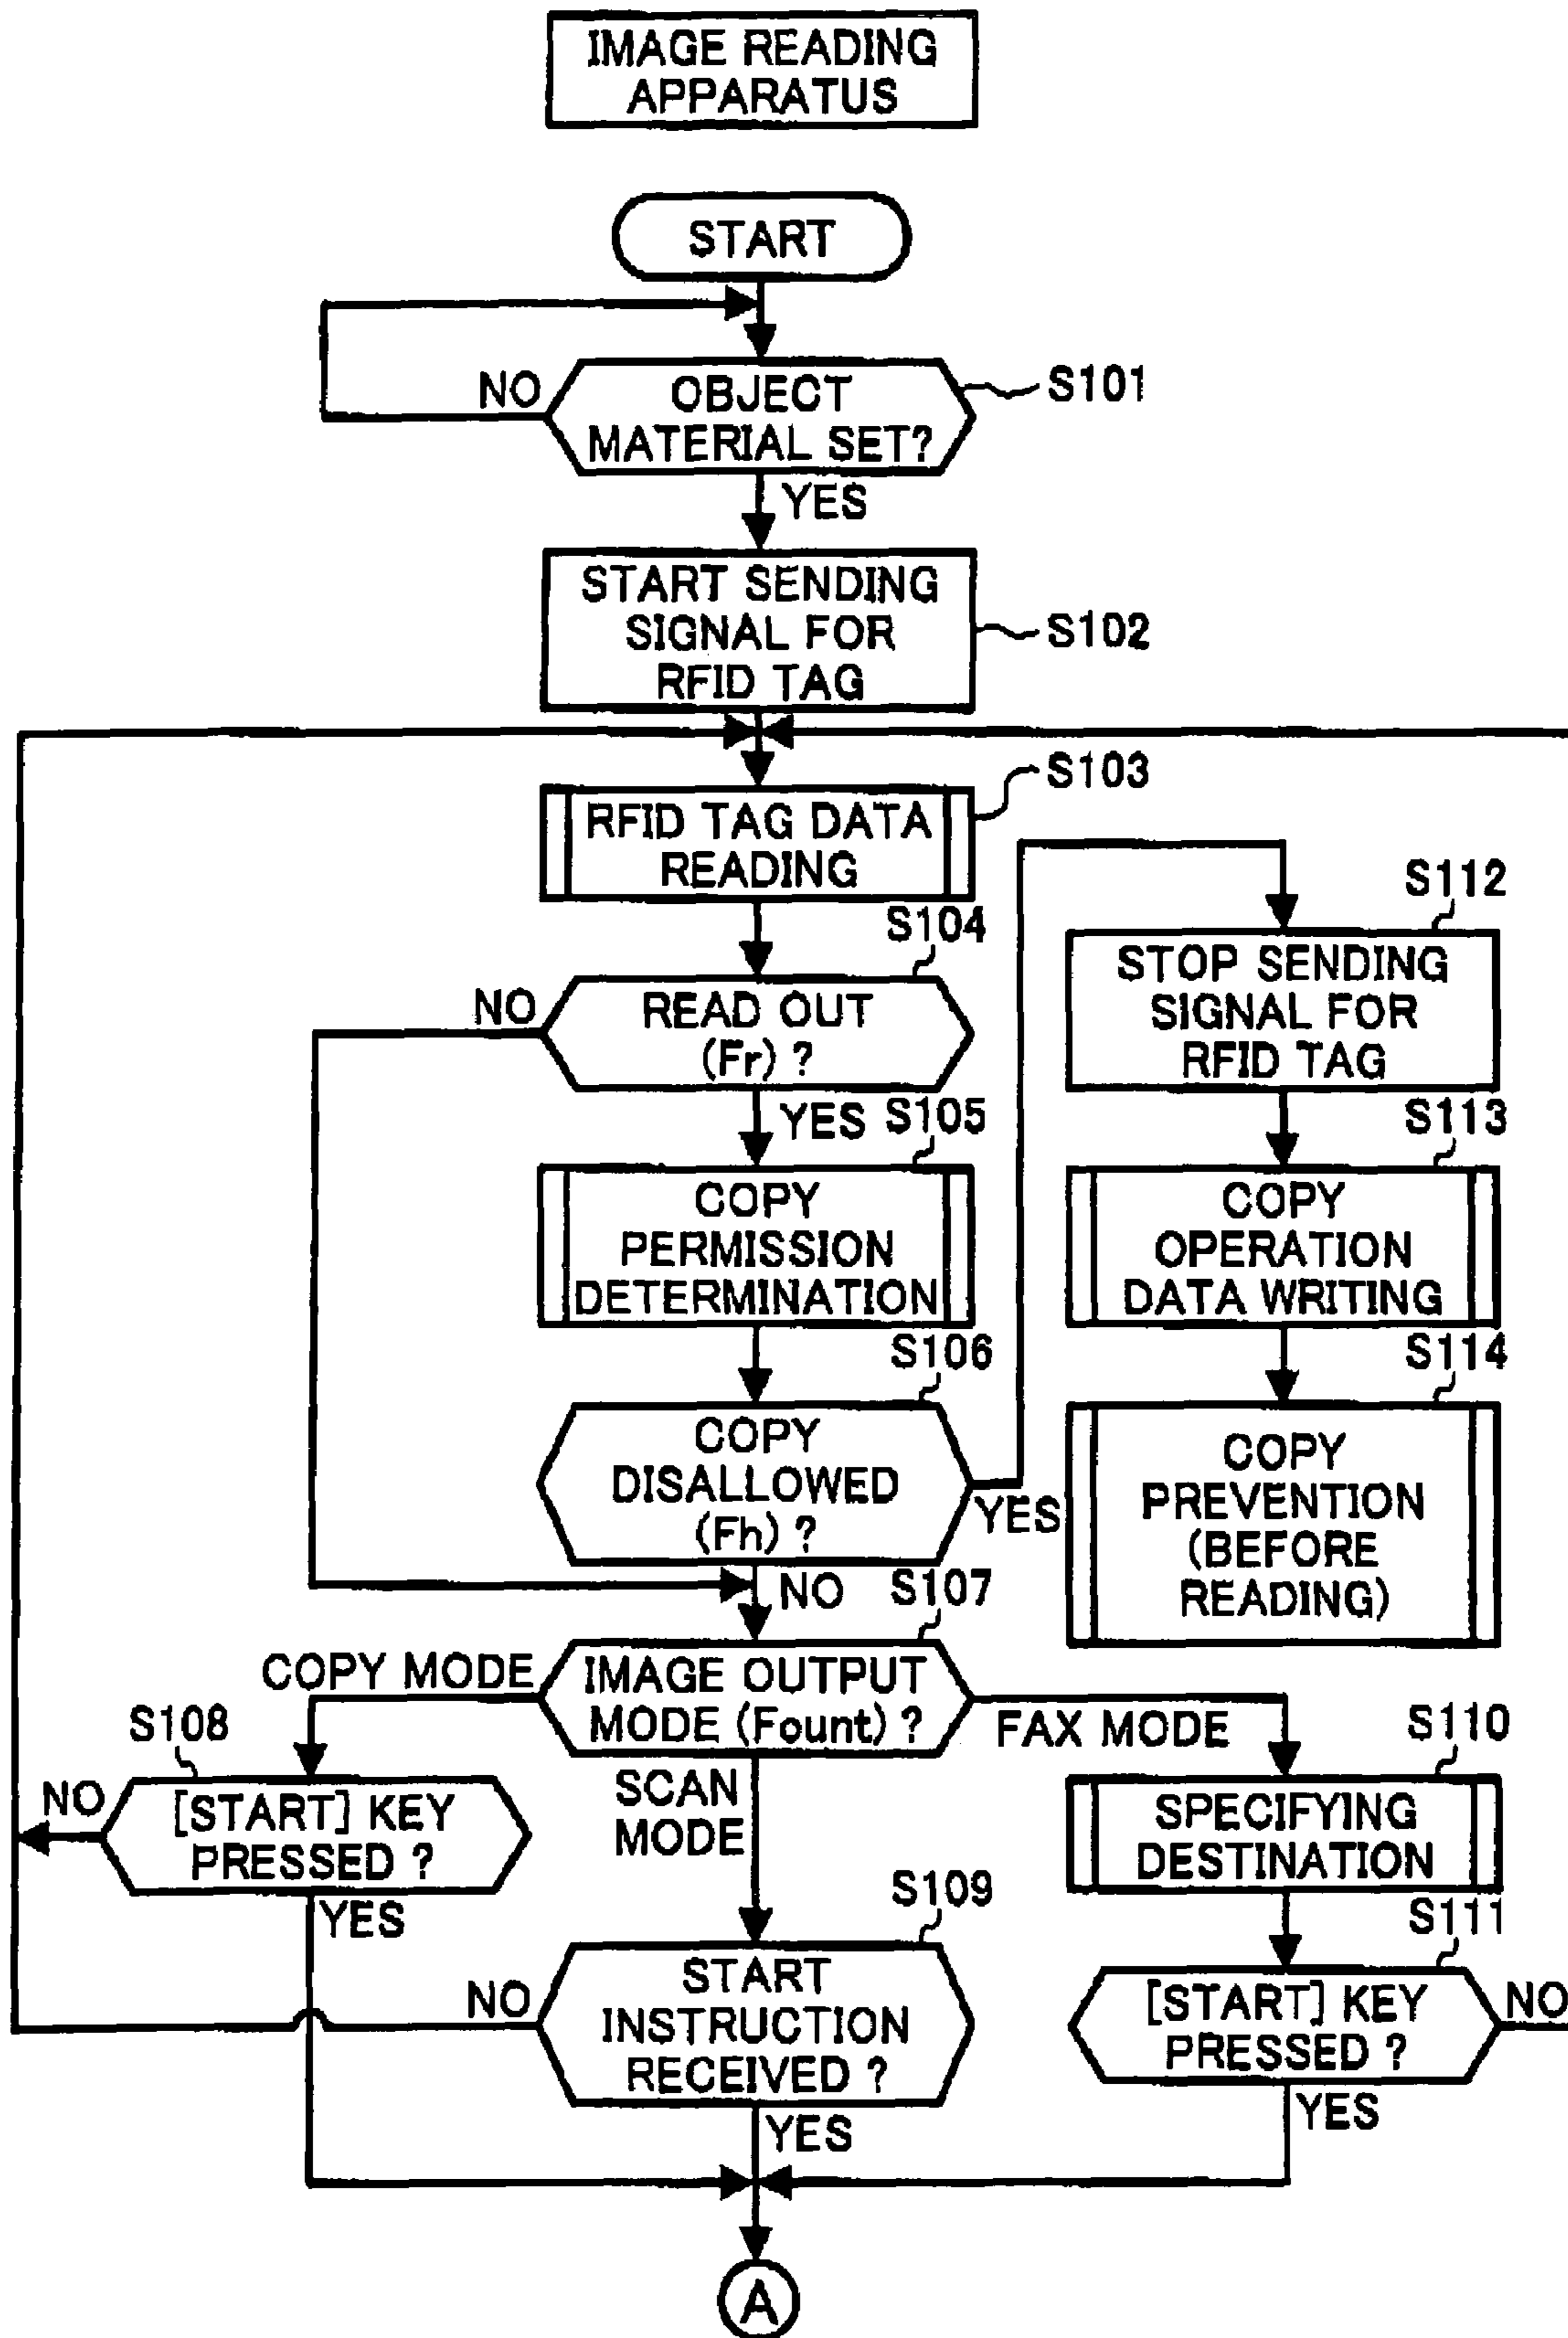 IMAGE READING
APPARATUS
START
NO
OBJECT
MATERIAL SET?
S101
YES
START SENDING
SIGNAL FOR
RFID TAG
S102
RFID TAG DATA
READING
S103
S104
NO
READ OUT
(Fr) ?
YES
S105
COPY
PERMISSION
DETERMINATION
S106
COPY
DISALLOWED
(Fh) ?
YES
NO
S112
STOP SENDING
SIGNAL FOR
RFID TAG
S113
COPY
OPERATION
DATA WRITING
S114
COPY
PREVENTION
(BEFORE
READING)
S107
IMAGE OUTPUT
MODE (Fount) ?
COPY MODE
SCAN
MODE
FAX MODE
S108
NO
[START] KEY
PRESSED ?
YES
S109
NO
START
INSTRUCTION
RECEIVED ?
YES
S110
SPECIFYING
DESTINATION
S111
[START] KEY
PRESSED ?
NO
YES
A